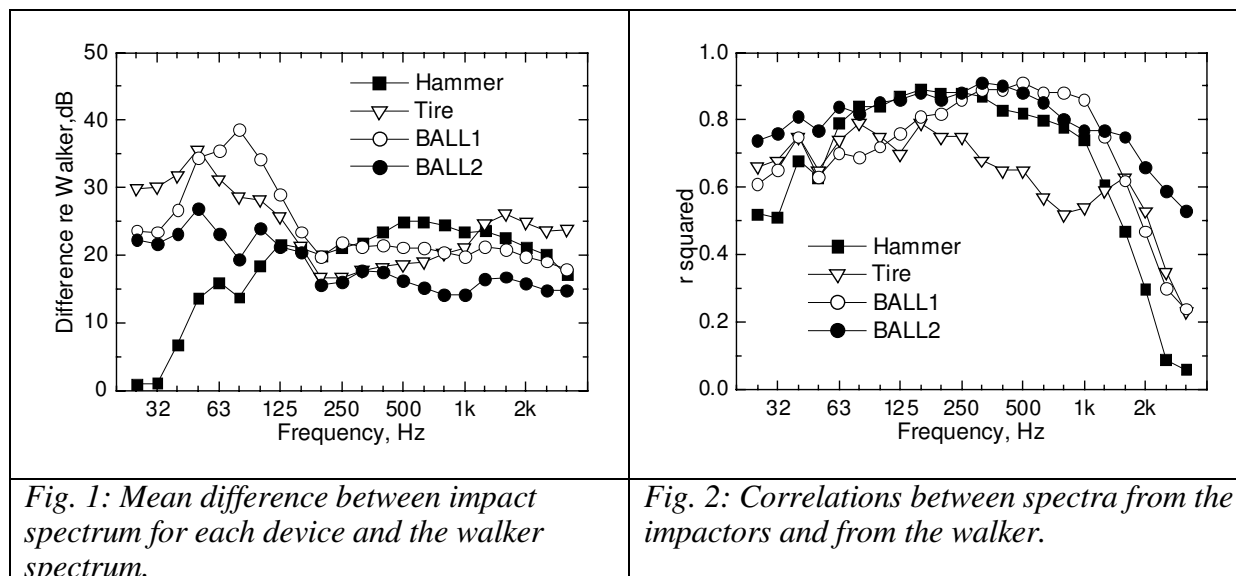 50
40
30
20
10
0
Difference re Walker,dB
Hammer
Tire
BALL1
BALL2
32 63 125 250 500 1k 2k
Frequency, Hz
Fig. 1: Mean difference between impact
spectrum for each device and the walker
spectrum.
1.0
0.8
0.6
0.4
0.2
0.0
r squared
Hammer
Tire
BALL1
BALL2
32 63 125 250 500 1k 2k
Frequency, Hz
Fig. 2: Correlations between spectra from the
impactors and from the walker.